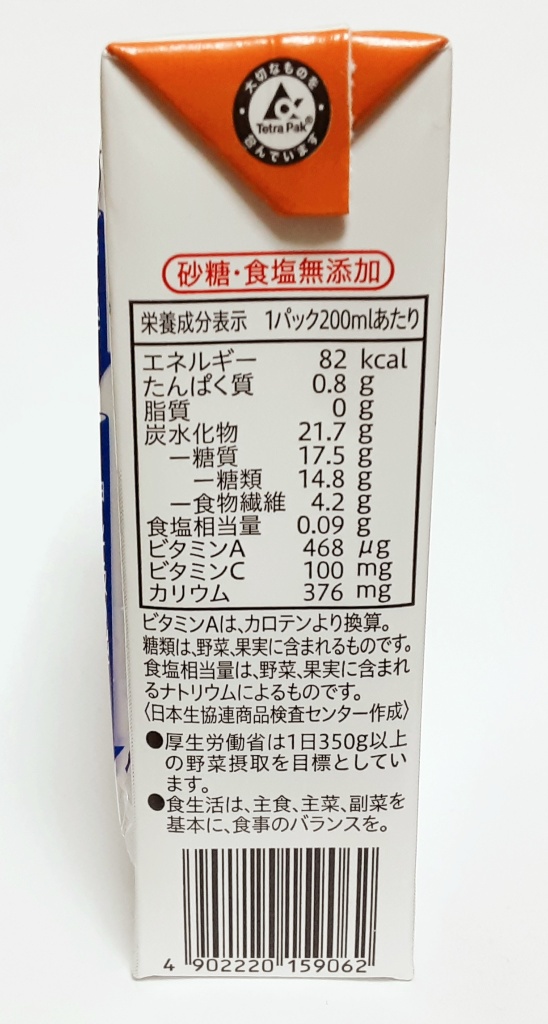 大切なものを
Tetra Pak®
包んでいます
砂糖・食塩無添加
栄養成分表示 1パック200mlあたり
エネルギー 82 kcal
たんぱく質 0.8 g
脂質 0 g
炭水化物 21.7 g
—糖質 17.5 g
—糖類 14.8 g
—食物繊維 4.2 g
食塩相当量 0.09 g
ビタミンA 468 μg
ビタミンC 100 mg
カリウム 376 mg
ビタミンAは、カロテンより換算。
糖類は、野菜、果実に含まれるものです。
食塩相当量は、野菜、果実に含まれ
るナトリウムによるものです。
〈日本生協連商品検査センター作成〉
●厚生労働省は1日350g以上
の野菜摂取を目標としてい
ます。
●食生活は、主食、主菜、副菜を
基本に、食事のバランスを。
4 902220 159062